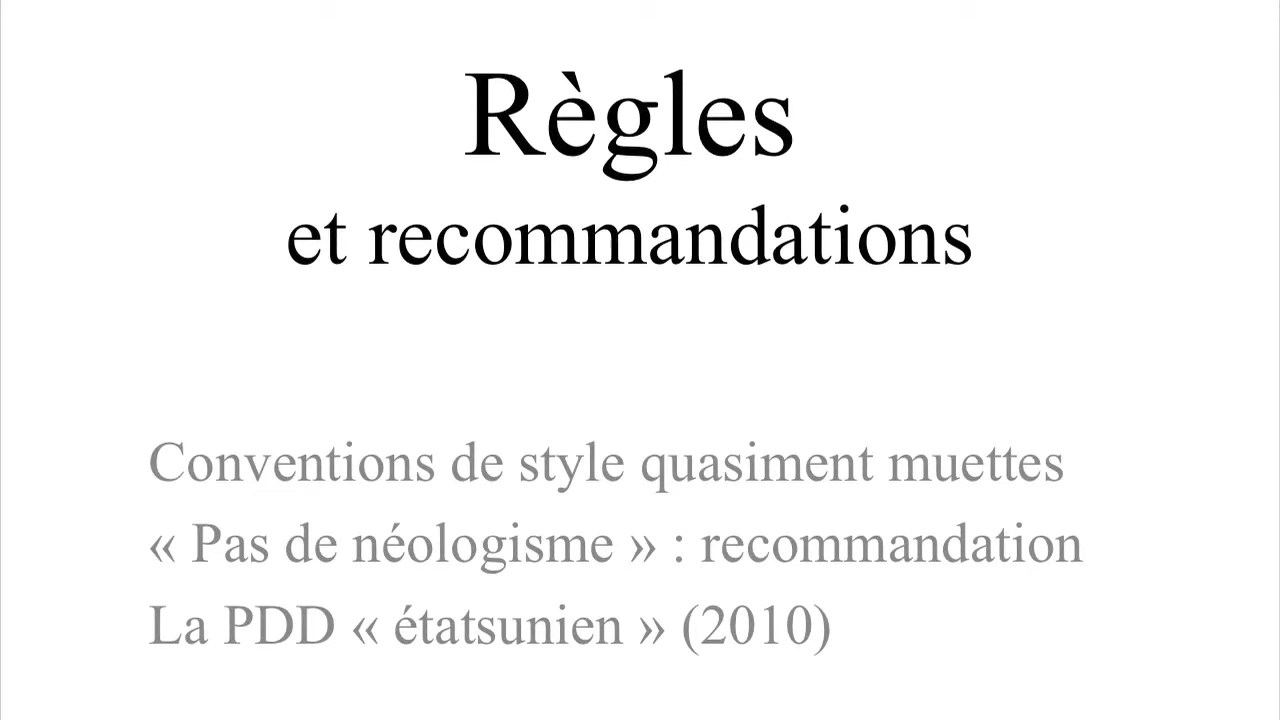 Règles
et recommandations
Conventions de style quasiment muettes
« Pas de néologisme » : recommandation
La PDD « étatsunien » (2010)